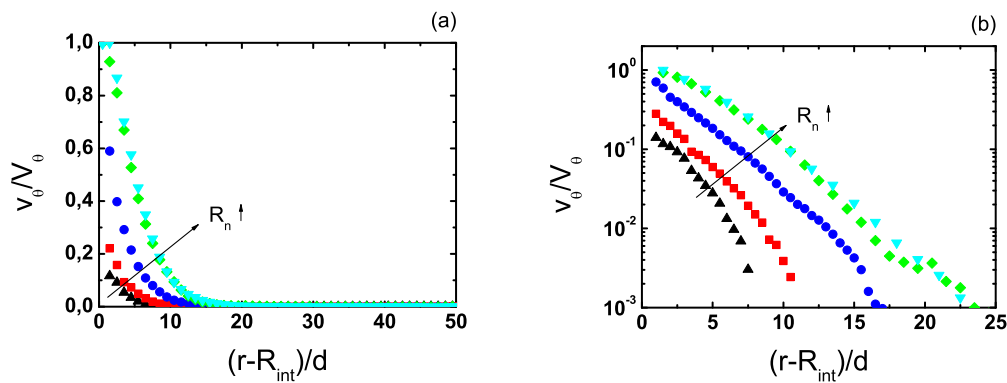 (a)
1,0
0,8
0,6
0,4
0,2
0,0
v_θ/V_θ
R_n
0 10 20 30 40 50
(r-R_int)/d
(b)
10^0
10^-1
10^-2
10^-3
v_θ/V_θ
R_n
0 5 10 15 20 25
(r-R_int)/d